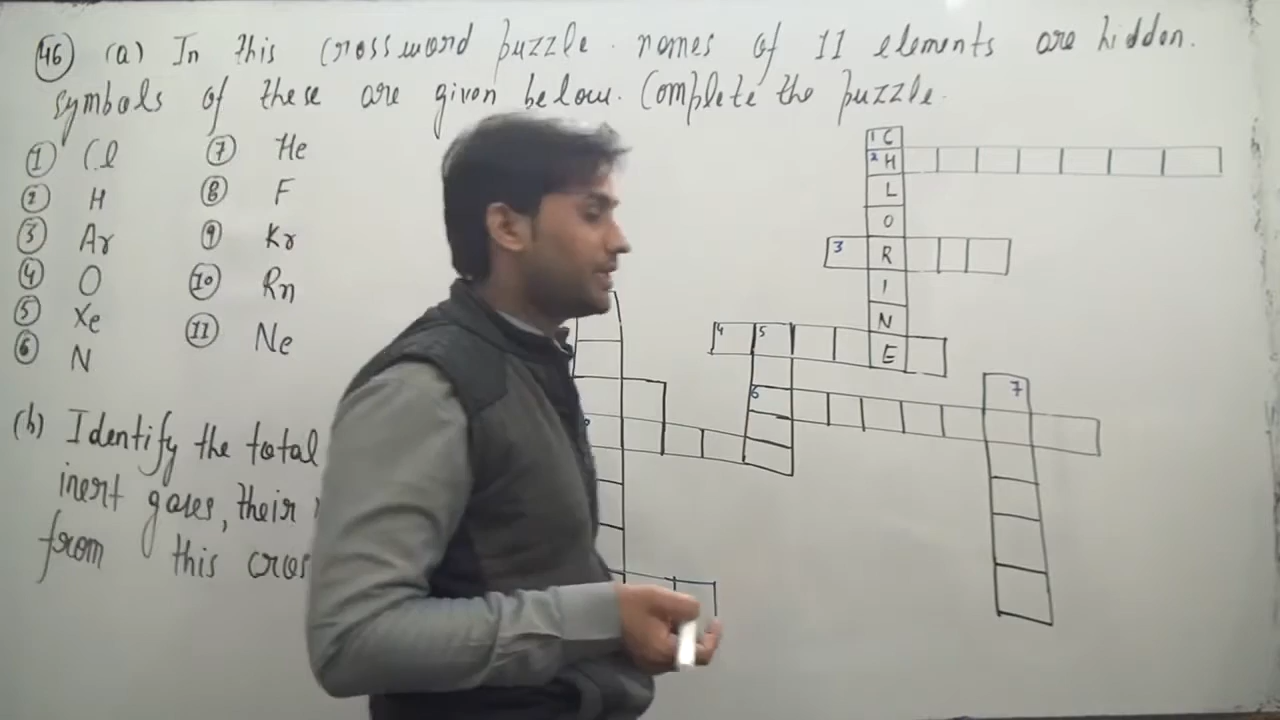 46 (a) In this Crossword puzzle names of 11 elements are hidden.
symbols of these are given below. Complete the puzzle.
1 Cl
2 H
3 Ar
4 O
5 Xe
6 N
7 He
8 F
9 Kr
10 Rn
11 Ne
(b) Identify the total
inert gases, their
from this
1 C
2 H
L
O
3 R
I
N
4 5 E
6
7